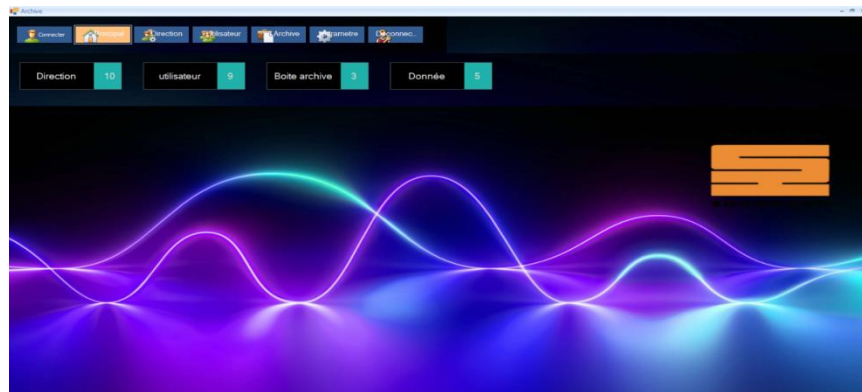 Archive
Connecter Principal Direction Utilisateur Archive Parametre Déconnec..
Direction 10 utilisateur 9 Boite archive 3 Donnée 5